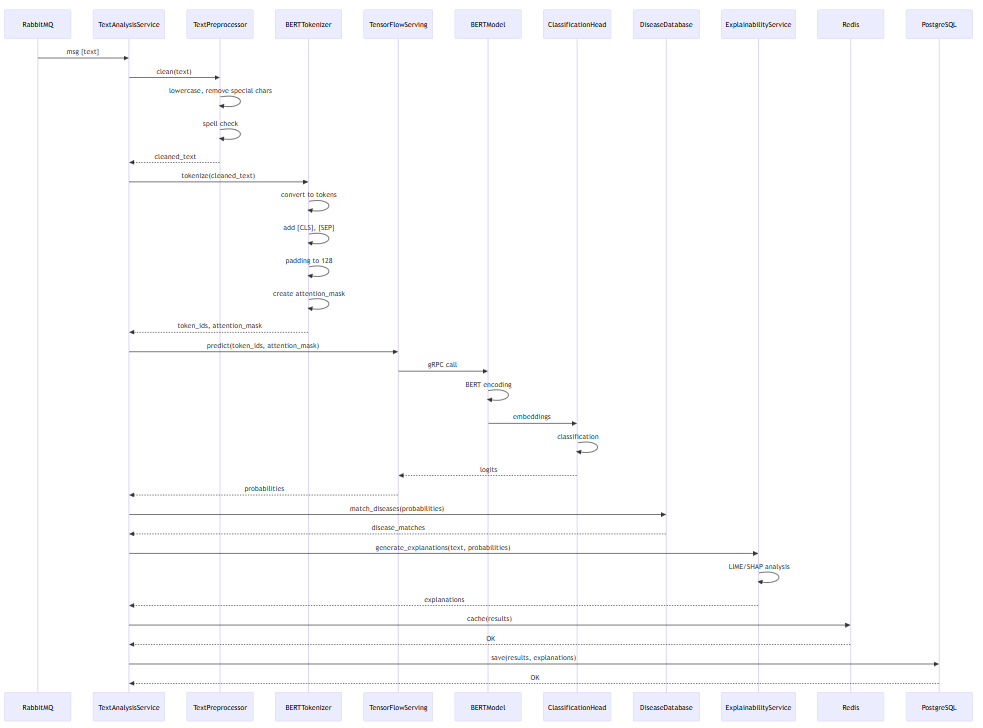 RabbitMQ
TextAnalysisService
TextPreprocessor
BERTTokenizer
TensorFlowServing
BERTModel
ClassificationHead
DiseaseDatabase
ExplainabilityService
Redis
PostgreSQL
msg [text]
clean(text)
lowercase, remove special chars
spell check
cleaned_text
tokenize(cleaned_text)
convert to tokens
add [CLS], [SEP]
padding to 128
create attention_mask
token_ids, attention_mask
predict(token_ids, attention_mask)
gRPC call
BERT encoding
embeddings
classification
logits
probabilities
match_diseases(probabilities)
disease_matches
generate_explanations(text, probabilities)
LIME/SHAP analysis
explanations
cache(results)
OK
save(results, explanations)
OK
RabbitMQ
TextAnalysisService
TextPreprocessor
BERTTokenizer
TensorFlowServing
BERTModel
ClassificationHead
DiseaseDatabase
ExplainabilityService
Redis
PostgreSQL